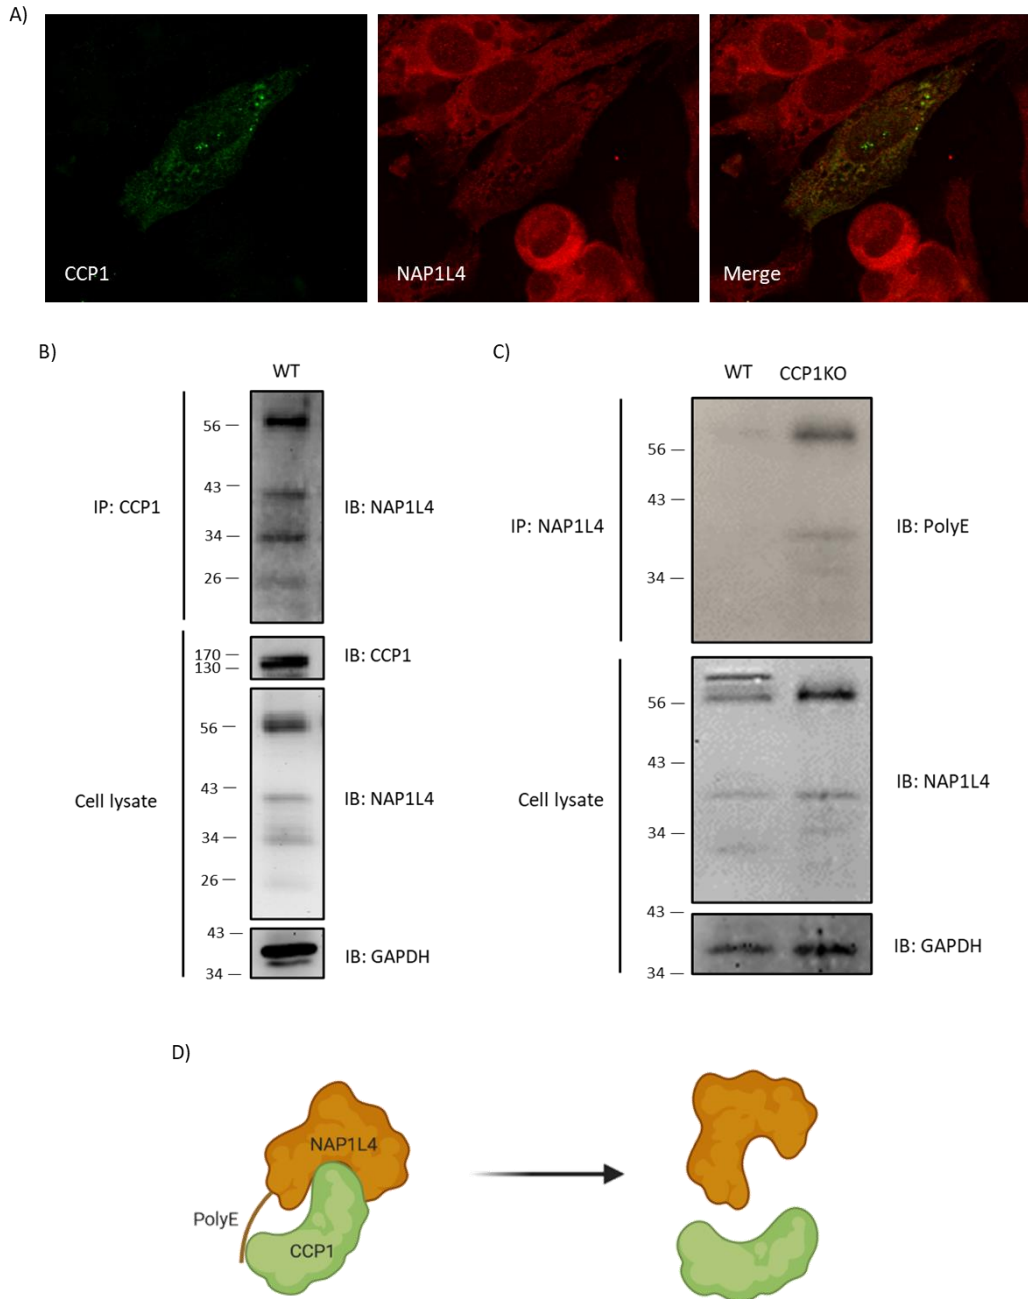 A)
CCP1
NAP1L4
Merge
B)
WT
IP: CCP1
56
43
34
26
IB: NAP1L4
Cell lysate
170
130
IB: CCP1
56
43
34
26
IB: NAP1L4
43
34
IB: GAPDH
C)
WT CCP1KO
IP: NAP1L4
56
43
34
IB: PolyE
Cell lysate
56
43
34
IB: NAP1L4
43
34
IB: GAPDH
D)
NAP1L4
PolyE
CCP1